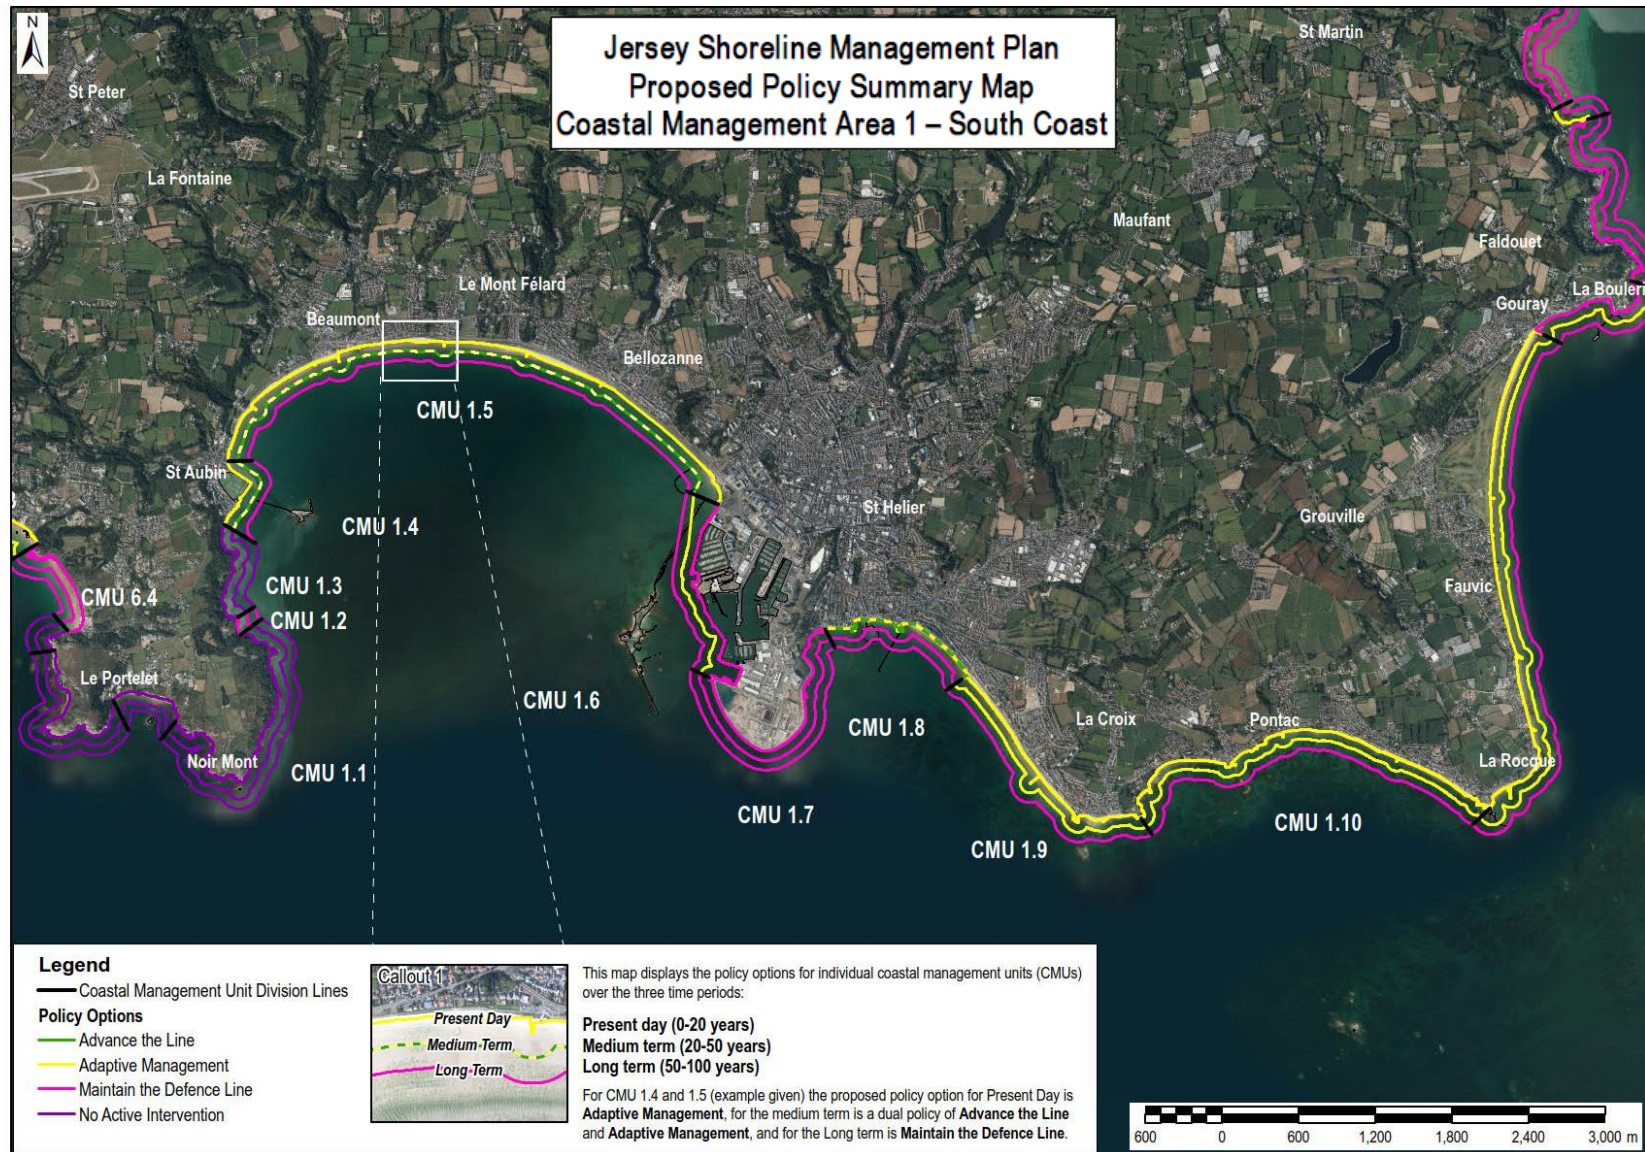 N
Jersey Shoreline Management Plan
Proposed Policy Summary Map
Coastal Management Area 1 – South Coast
St Martin
St Peter
La Fontaine
Maufant
Faldouet
Le Mont Félard
La Bouleri
Gouray
Beaumont
Bellozanne
CMU 1.5
St Aubin
St Helier
Grouville
CMU 1.4
CMU 1.3
Fauvic
CMU 6.4
CMU 1.2
Le Portelet
CMU 1.6
La Croix
Pontac
CMU 1.8
Noir Mont
La Rocque
CMU 1.1
CMU 1.7
CMU 1.10
CMU 1.9
Legend
Coastal Management Unit Division Lines
Policy Options
Advance the Line
Adaptive Management
Maintain the Defence Line
No Active Intervention
Callout 1
Present Day
Medium Term
Long Term
This map displays the policy options for individual coastal management units (CMUs)
over the three time periods:
Present day (0-20 years)
Medium term (20-50 years)
Long term (50-100 years)
For CMU 1.4 and 1.5 (example given) the proposed policy option for Present Day is
Adaptive Management, for the medium term is a dual policy of Advance the Line
and Adaptive Management, and for the Long term is Maintain the Defence Line.
600 0 600 1,200 1,800 2,400 3,000 m